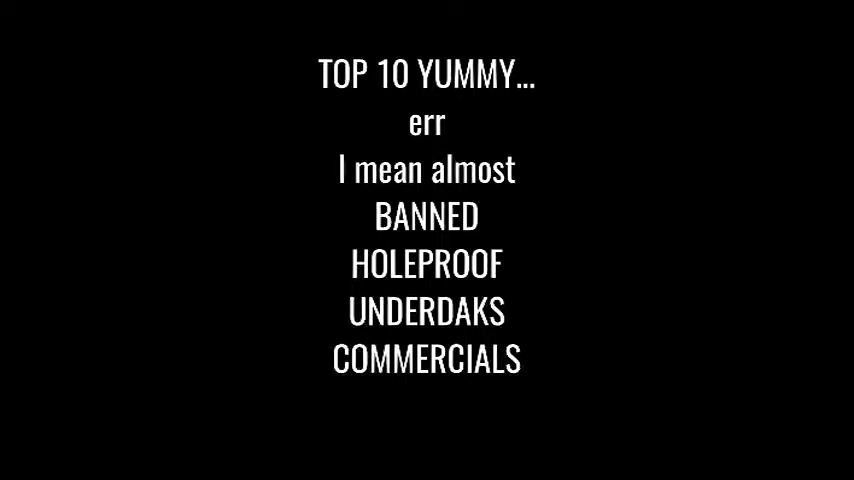 TOP 10 YUMMY...
err
I mean almost
BANNED
HOLEPROOF
UNDERDAKS
COMMERCIALS